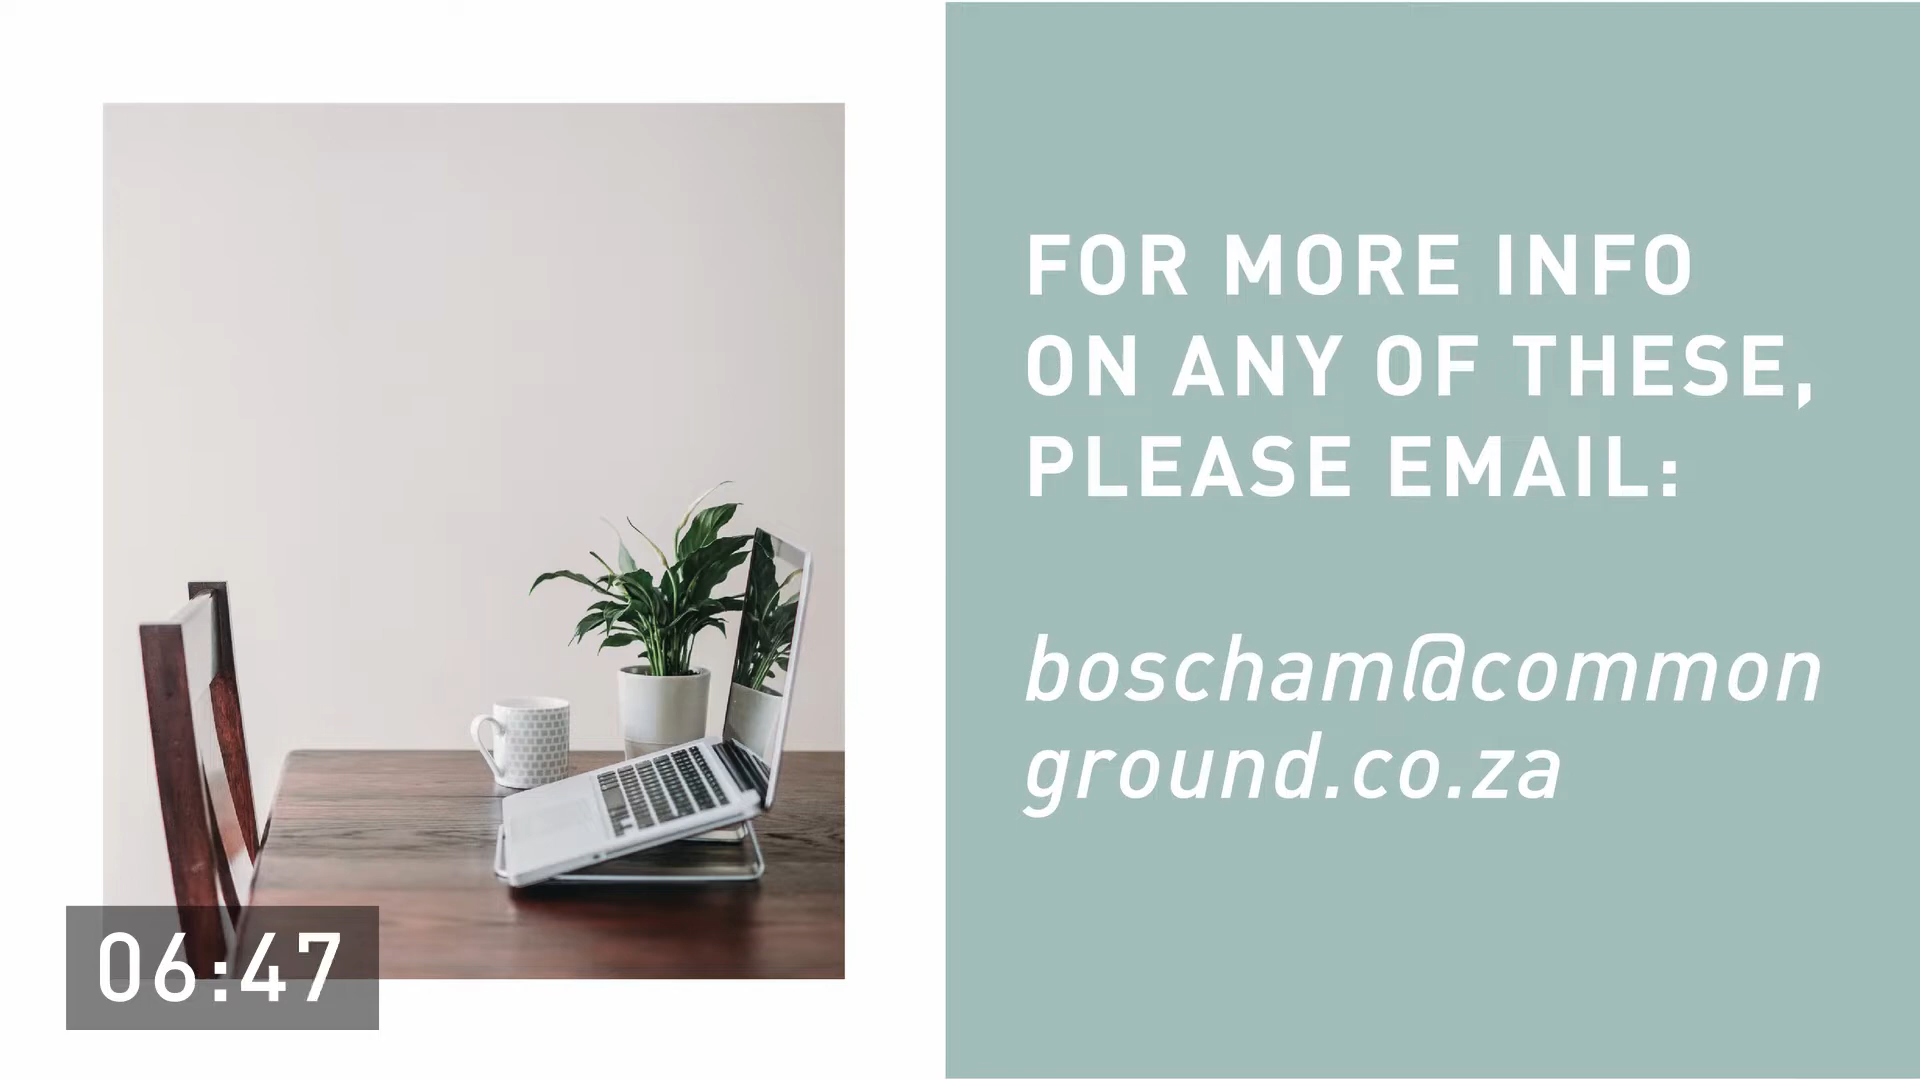 FOR MORE INFO
ON ANY OF THESE,
PLEASE EMAIL:
boscham@common
ground.co.za
06:47